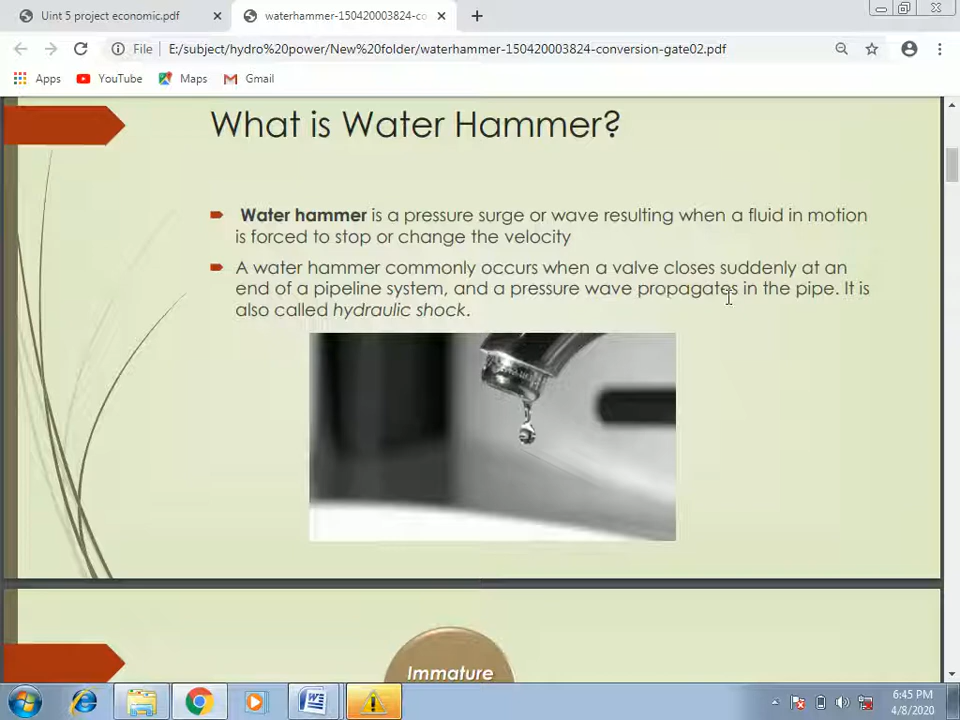 Uint 5 project economic.pdf
waterhammer-150420003824-co
File
E:/subject/hydro%20power/New%20folder/waterhammer-150420003824-conversion-gate02.pdf
Apps
YouTube
Maps
Gmail
What is Water Hammer?
Water hammer is a pressure surge or wave resulting when a fluid in motion
is forced to stop or change the velocity
A water hammer commonly occurs when a valve closes suddenly at an
end of a pipeline system, and a pressure wave propagates in the pipe. It is
also called hydraulic shock.
Immature
6:45 PM
4/8/2020